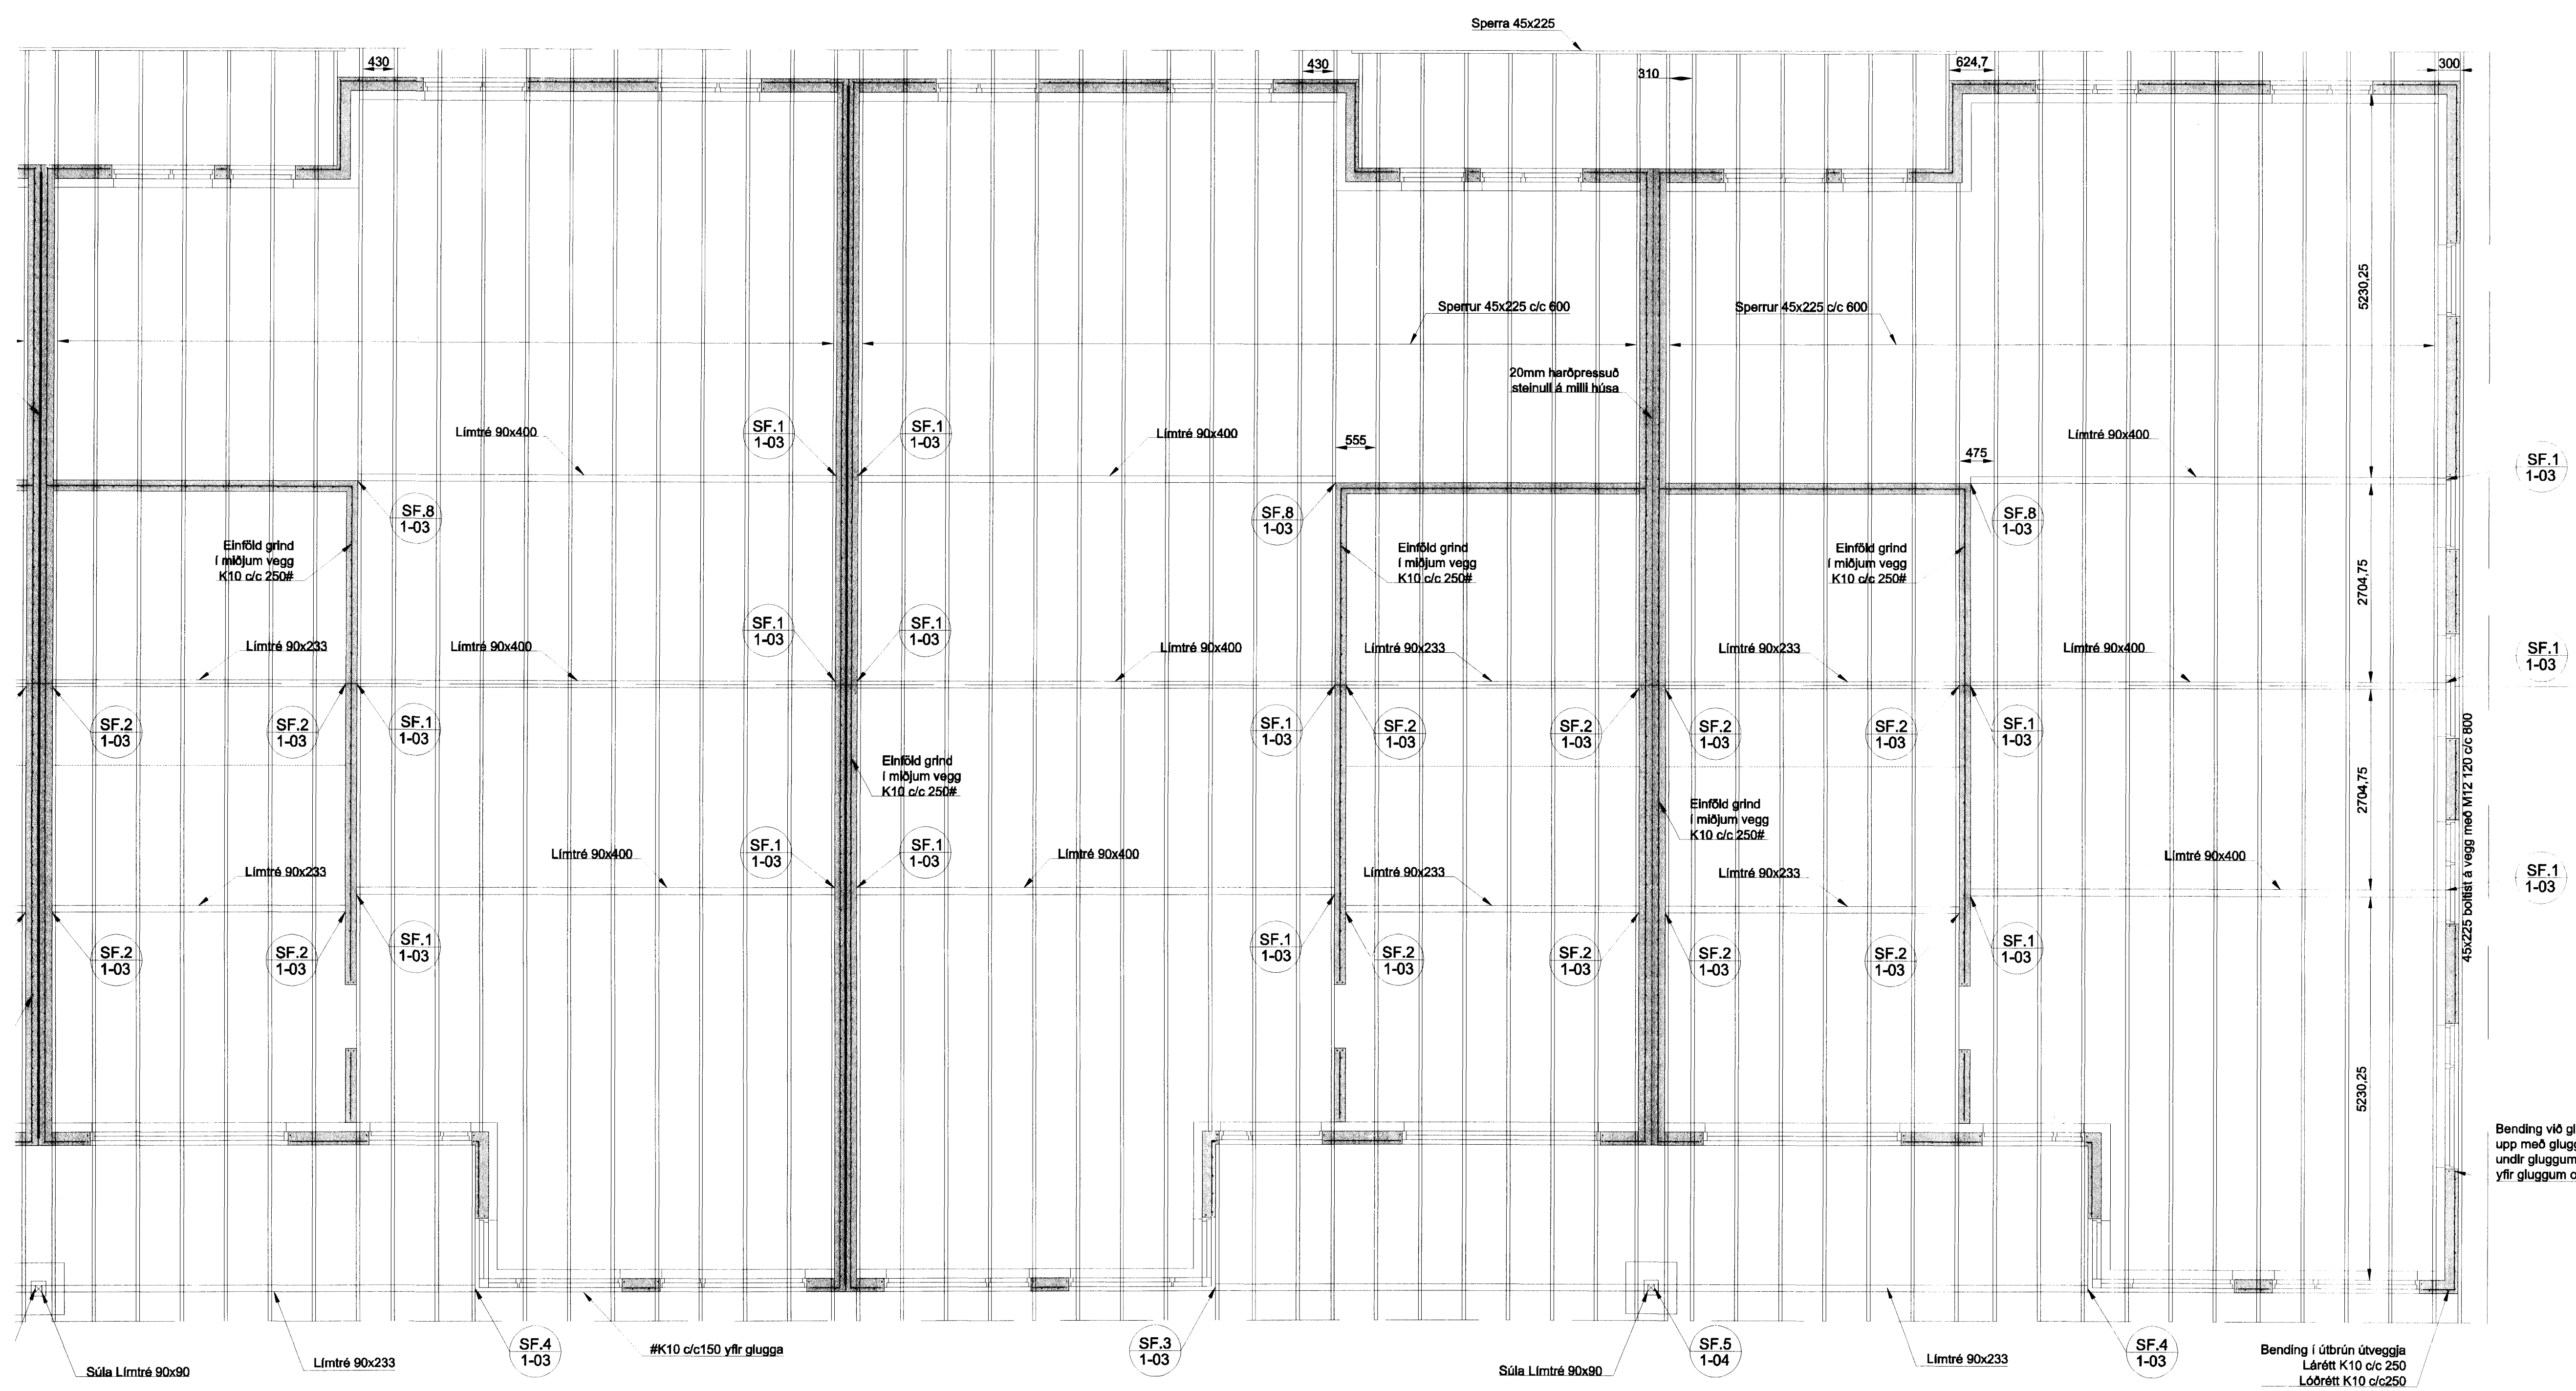 Sperra 45x225
430
430
310
624,7
300
5230,25
Sperrur 45x225 c/c 600
Sperrur 45x225 c/c 600
20mm harðpressuð
steinull á milli húsa
Límtré 90x400
SF.1
1-03
SF.1
1-03
Límtré 90x400
555
475
Límtré 90x400
SF.1
1-03
SF.8
1-03
SF.8
1-03
SF.8
1-03
Einföld grind
í miðjum vegg
K10 c/c 250#
Einföld grind
í miðjum vegg
K10 c/c 250#
Einföld grind
í miðjum vegg
K10 c/c 250#
2704,75
Límtré 90x233
Límtré 90x400
SF.1
1-03
SF.1
1-03
Límtré 90x400
Límtré 90x233
Límtré 90x233
Límtré 90x400
SF.1
1-03
SF.2
1-03
SF.2
1-03
SF.1
1-03
SF.1
1-03
SF.2
1-03
SF.2
1-03
SF.2
1-03
SF.2
1-03
SF.1
1-03
Einföld grind
í miðjum vegg
K10 c/c 250#
Einföld grind
í miðjum vegg
K10 c/c 250#
2704,75
45x225 boltist á vegg með M12 120 c/c 800
Límtré 90x233
Límtré 90x400
SF.1
1-03
SF.1
1-03
Límtré 90x400
Límtré 90x233
Límtré 90x233
Límtré 90x400
SF.1
1-03
SF.2
1-03
SF.2
1-03
SF.1
1-03
SF.1
1-03
SF.2
1-03
SF.2
1-03
SF.2
1-03
SF.2
1-03
SF.1
1-03
5230,25
Bending við gl
upp með glugg
undir gluggum
yfir gluggum o
Súla Límtré 90x90
Límtré 90x233
SF.4
1-03
#K10 c/c150 yfir glugga
SF.3
1-03
Súla Límtré 90x90
SF.5
1-04
Límtré 90x233
SF.4
1-03
Bending í útbrún útveggja
Lárétt K10 c/c 250
Lóðrétt K10 c/c250